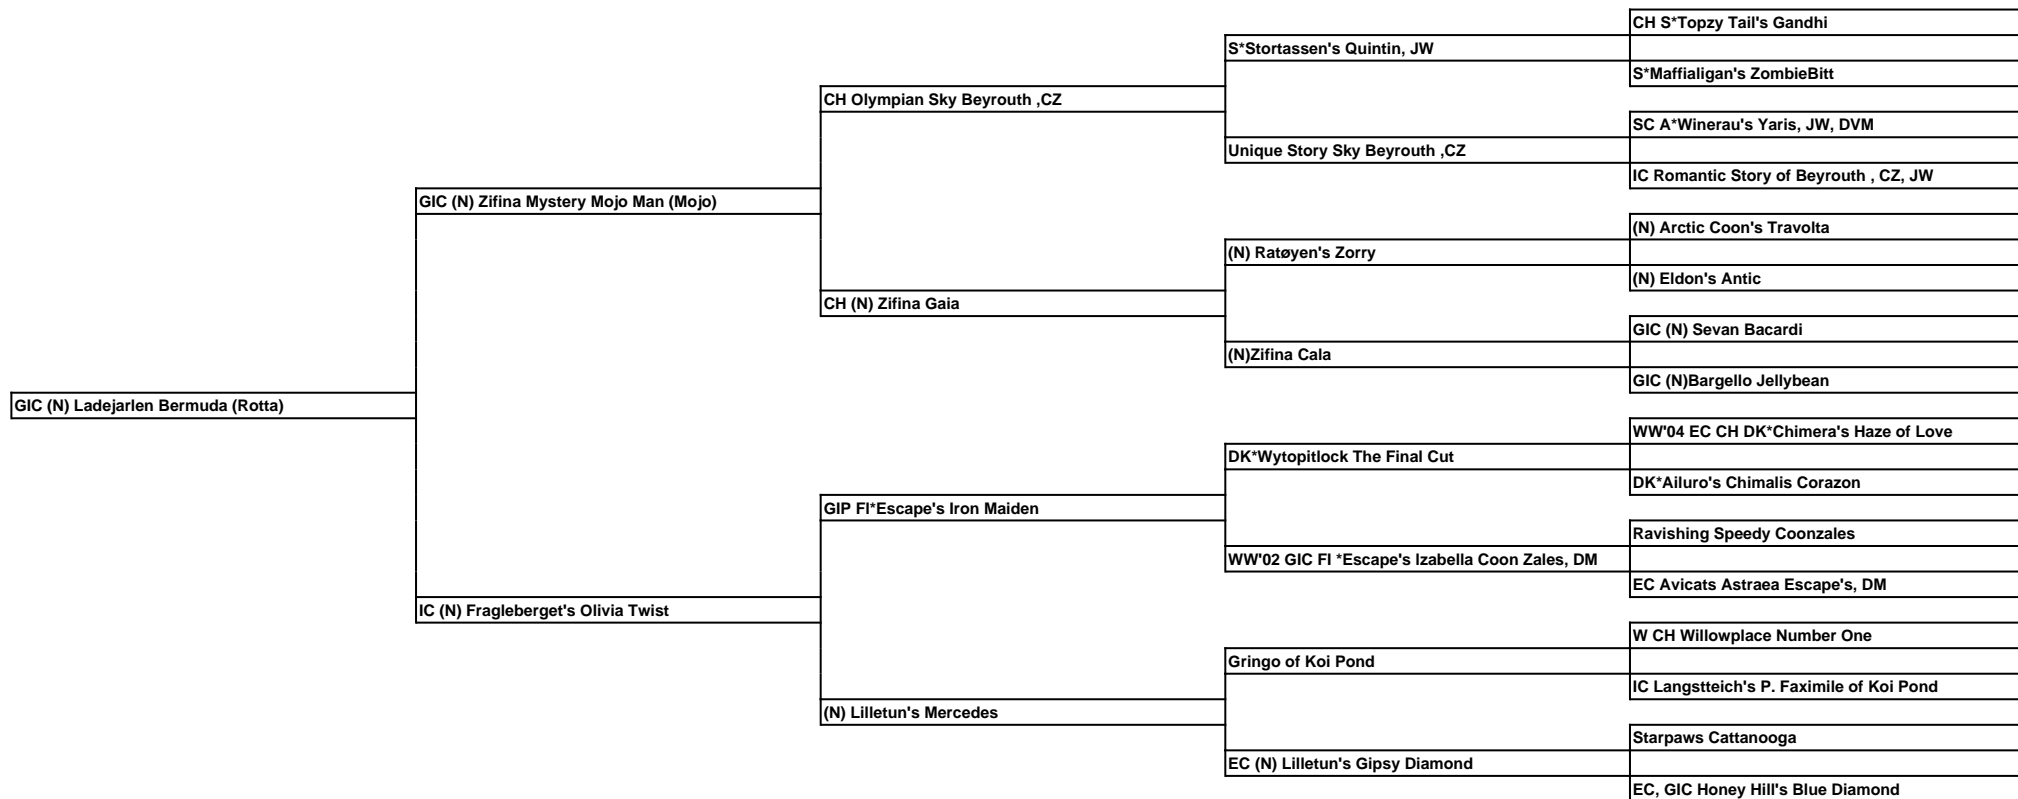 CH S*Topzy Tail's Gandhi
S*Stortassen's Quintin, JW
S*Maffialigan's ZombieBitt
CH Olympian Sky Beyrouth ,CZ
SC A*Winerau's Yaris, JW, DVM
Unique Story Sky Beyrouth ,CZ
IC Romantic Story of Beyrouth , CZ, JW
GIC (N) Zifina Mystery Mojo Man (Mojo)
(N) Arctic Coon's Travolta
(N) Ratøyen's Zorry
(N) Eldon's Antic
CH (N) Zifina Gaia
GIC (N) Sevan Bacardi
(N)Zifina Cala
GIC (N)Bargello Jellybean
GIC (N) Ladejarlen Bermuda (Rotta)
WW'04 EC CH DK*Chimera's Haze of Love
DK*Wytopitlock The Final Cut
DK*Ailuro's Chimalis Corazon
GIP FI*Escape's Iron Maiden
Ravishing Speedy Coonzales
WW'02 GIC FI *Escape's Izabella Coon Zales, DM
EC Avicats Astraea Escape's, DM
IC (N) Fragleberget's Olivia Twist
W CH Willowplace Number One
Gringo of Koi Pond
IC Langstteich's P. Faximile of Koi Pond
(N) Lilletun's Mercedes
Starpaws Cattanooga
EC (N) Lilletun's Gipsy Diamond
EC, GIC Honey Hill's Blue Diamond